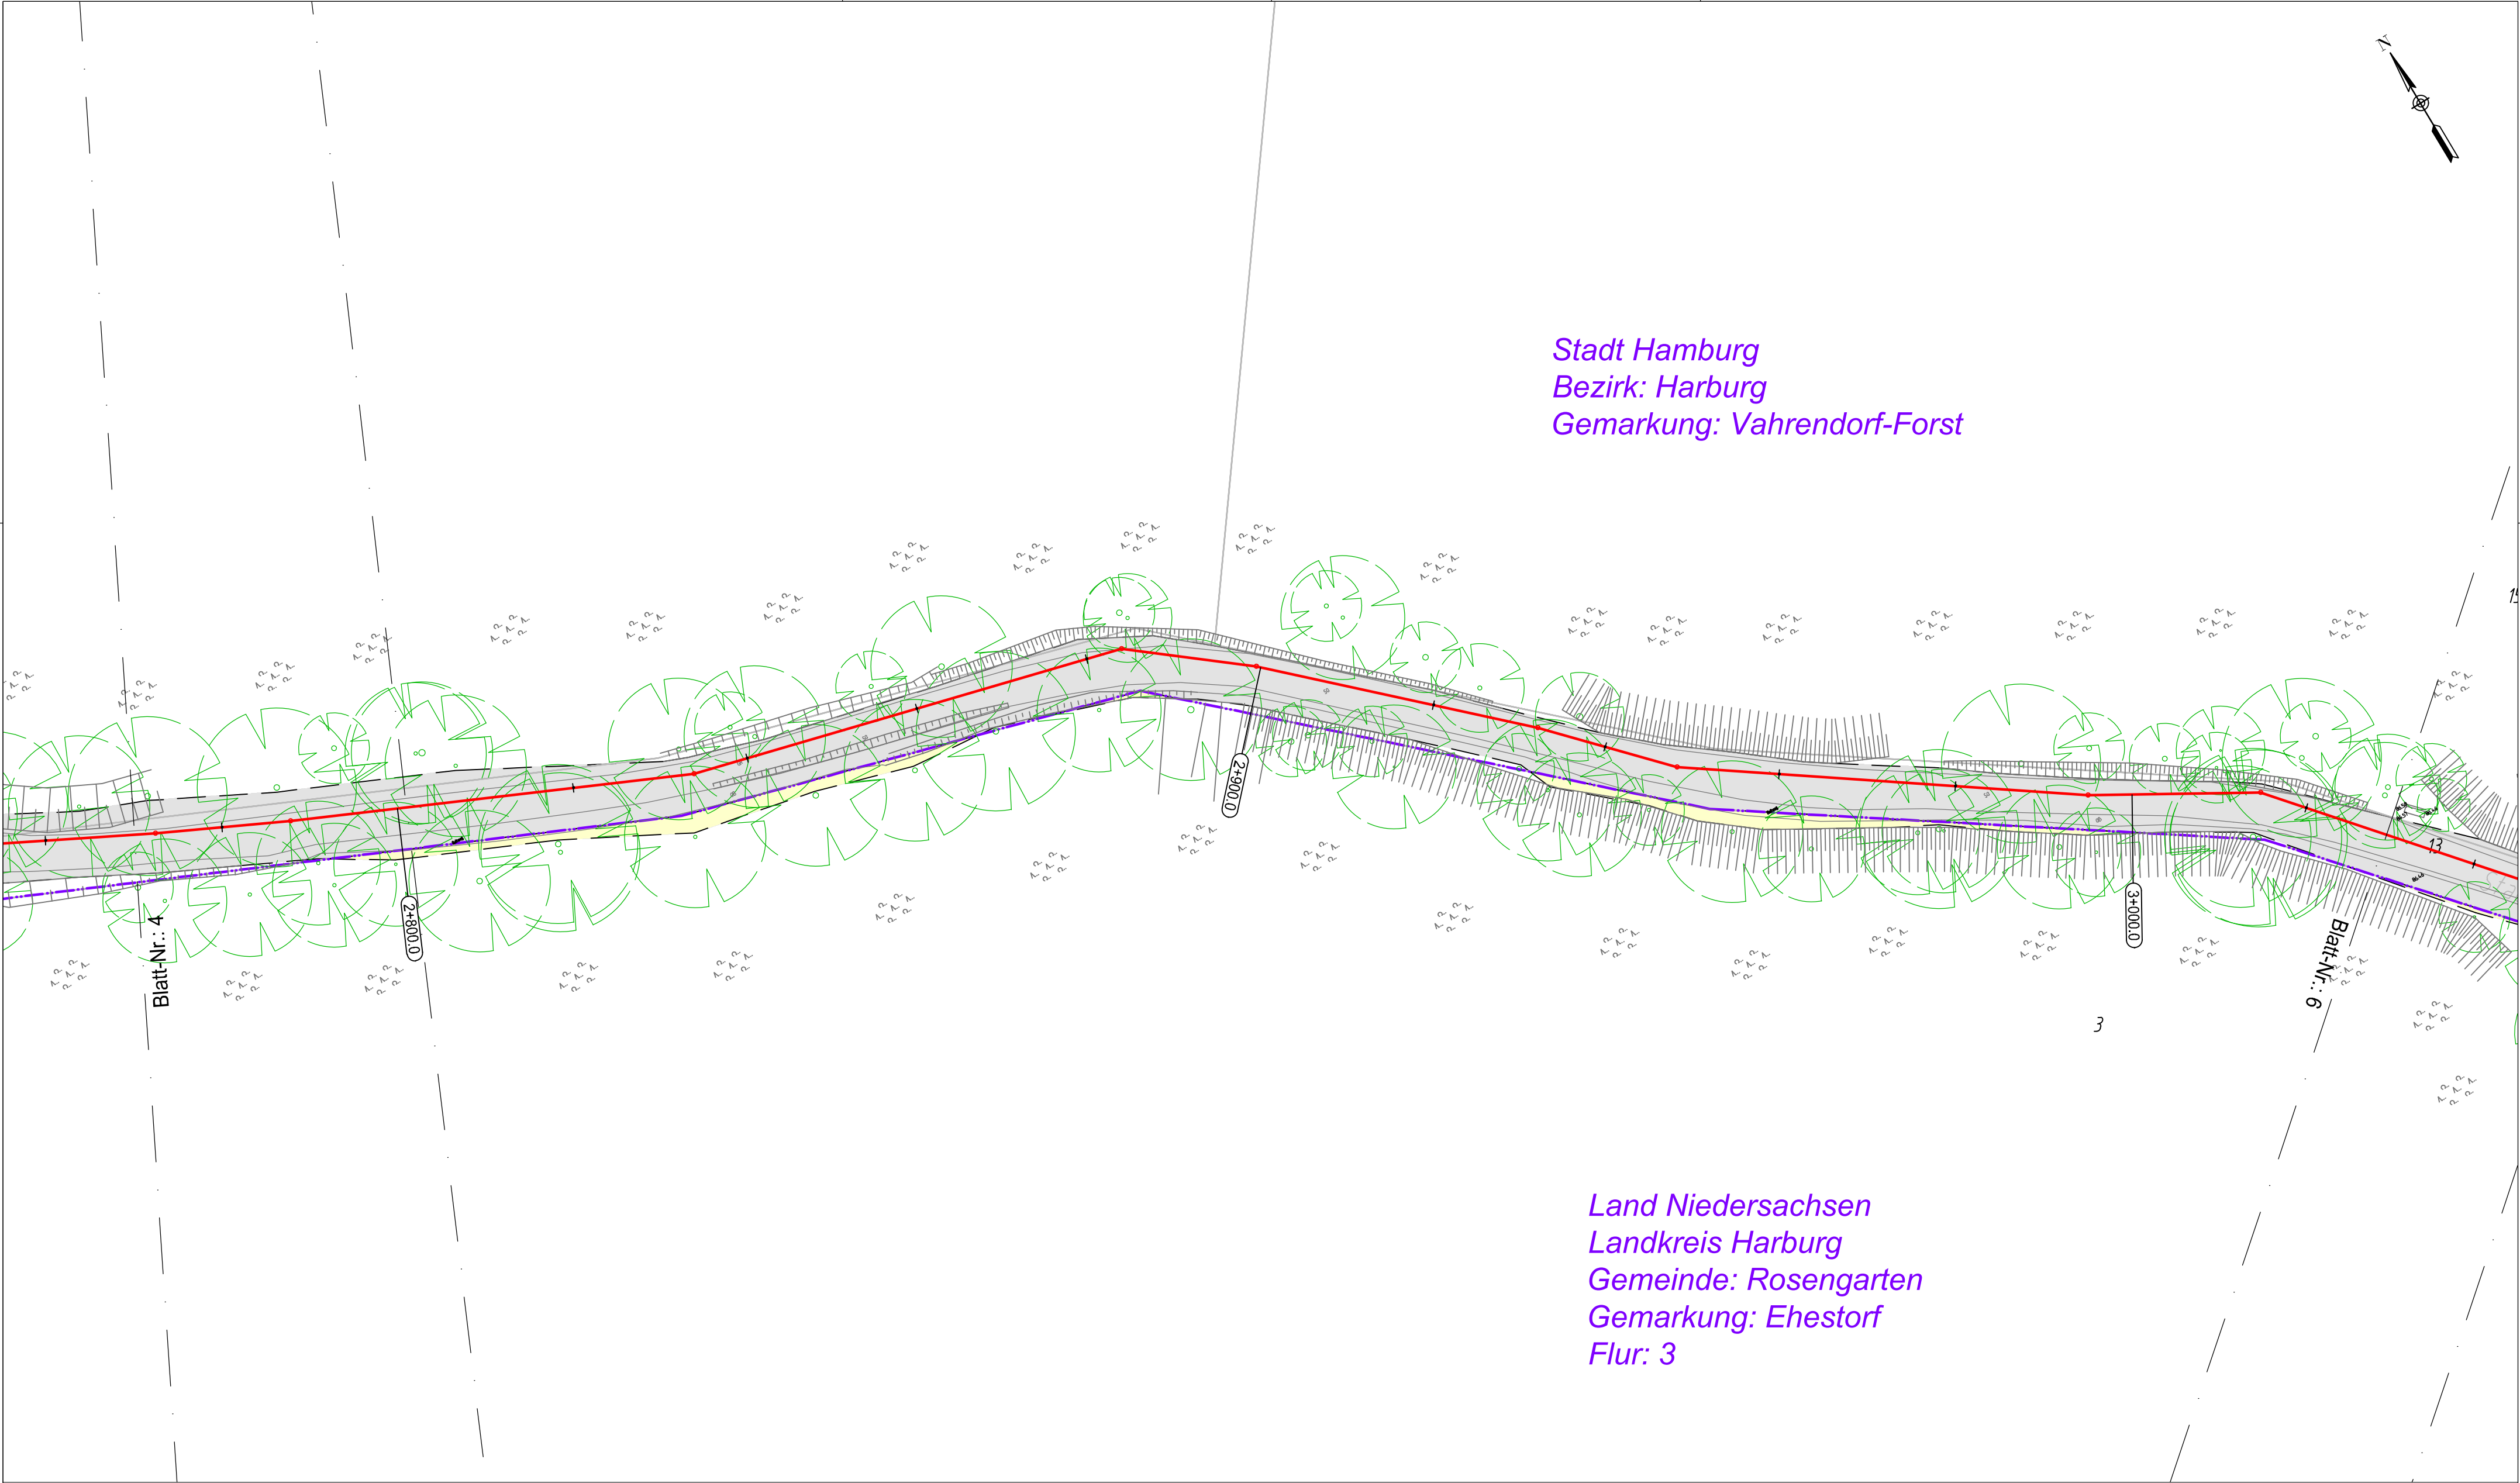 N
Stadt Hamburg
Bezirk: Harburg
Gemarkung: Vahrendorf-Forst
13
2+900.0
2+800.0
3+000.0
Blatt-Nr.: 4
Blatt-Nr.: 6
3
Land Niedersachsen
Landkreis Harburg
Gemeinde: Rosengarten
Gemarkung: Ehestorf
Flur: 3